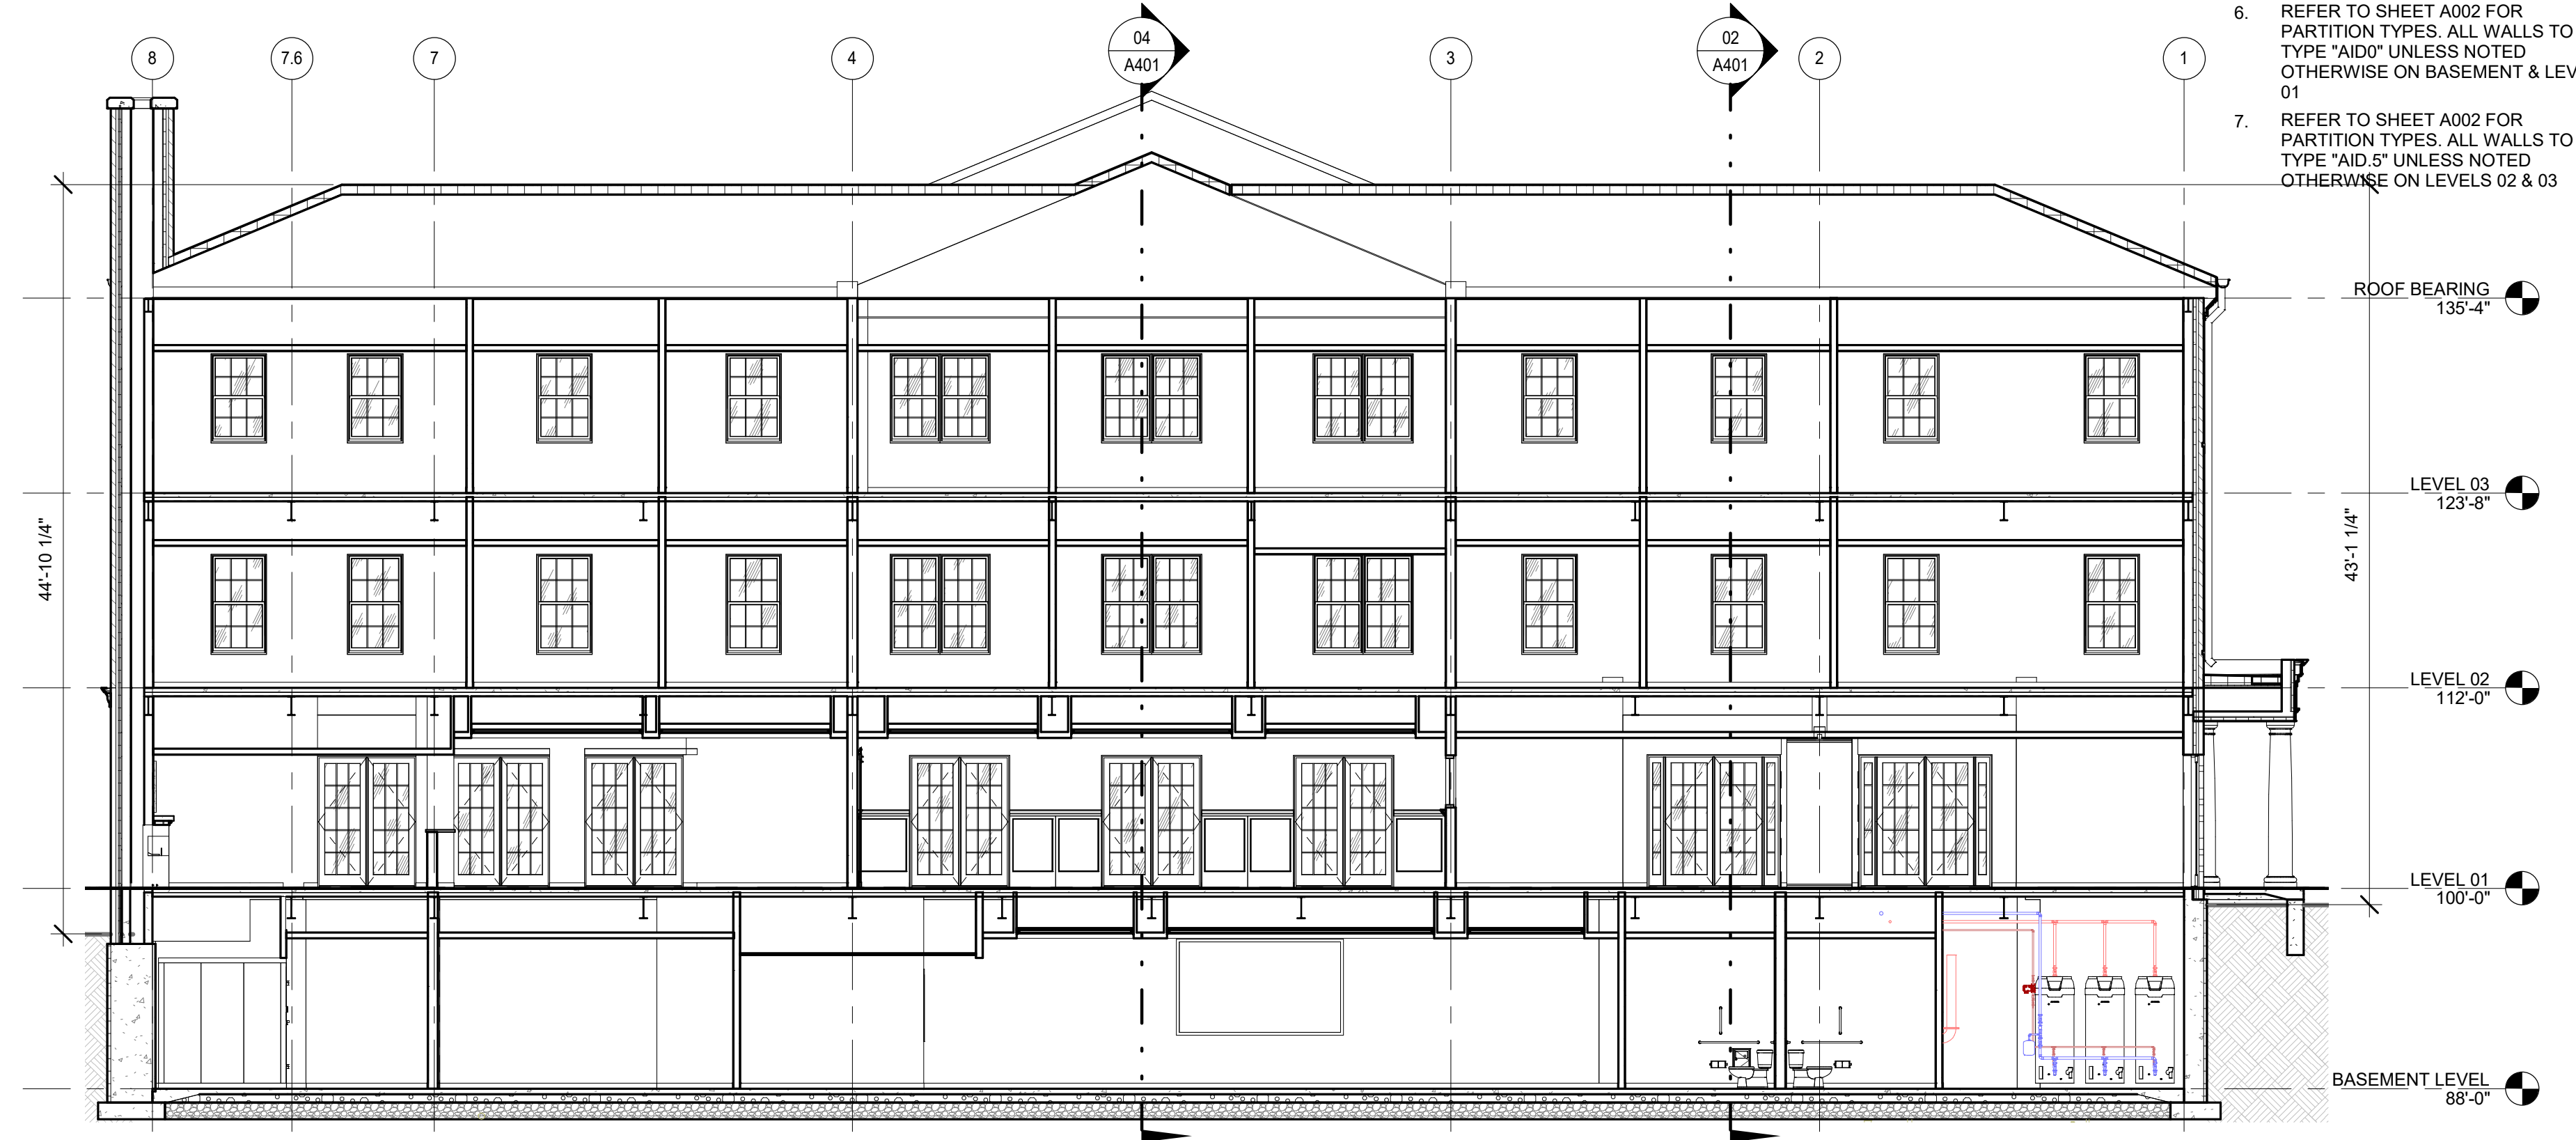 6. REFER TO SHEET A002 FOR
PARTITION TYPES. ALL WALLS TO
TYPE "AID0" UNLESS NOTED
OTHERWISE ON BASEMENT & LEV
01
7. REFER TO SHEET A002 FOR
PARTITION TYPES. ALL WALLS TO
TYPE "AID.5" UNLESS NOTED
OTHERWISE ON LEVELS 02 & 03
8
7.6
7
4
04
A401
3
02
A401
2
1
ROOF BEARING
135'-4"
LEVEL 03
123'-8"
44'-10 1/4"
43'-1 1/4"
LEVEL 02
112'-0"
LEVEL 01
100'-0"
BASEMENT LEVEL
88'-0"